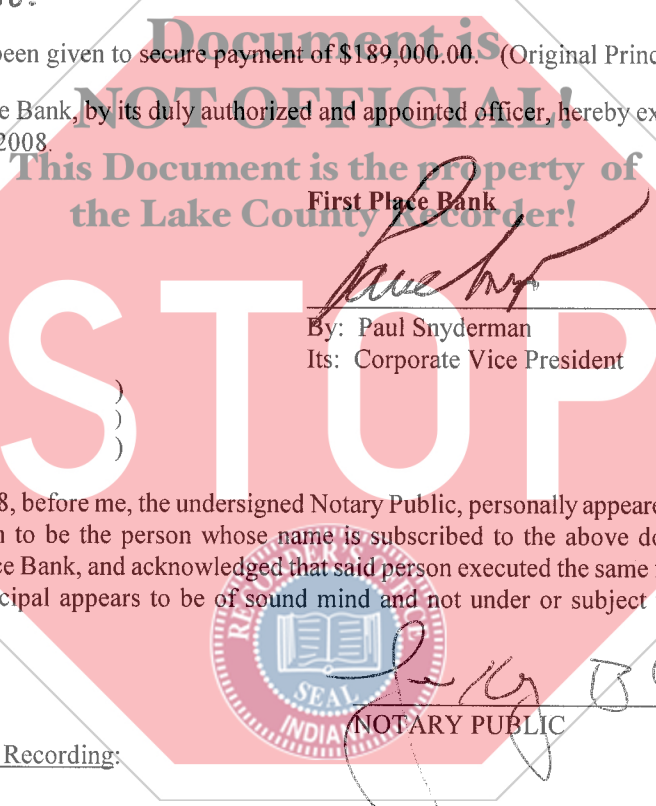 Document is
been given to secure payment of $189,000.00. (Original Princ
NOT OFFICIAL!
e Bank, by its duly authorized and appointed officer, hereby ex
2008.
This Document is the property of
the Lake County Recorder!
First Place Bank
By: Paul Snyderman
Its: Corporate Vice President
STOP
)
)
)
8, before me, the undersigned Notary Public, personally appeare
n to be the person whose name is subscribed to the above de
ce Bank, and acknowledged that said person executed the same
cipal appears to be of sound mind and not under or subject
RECORDER'S OFFICE
SEAL
INDIANA
NOTARY PUBLIC
Recording: